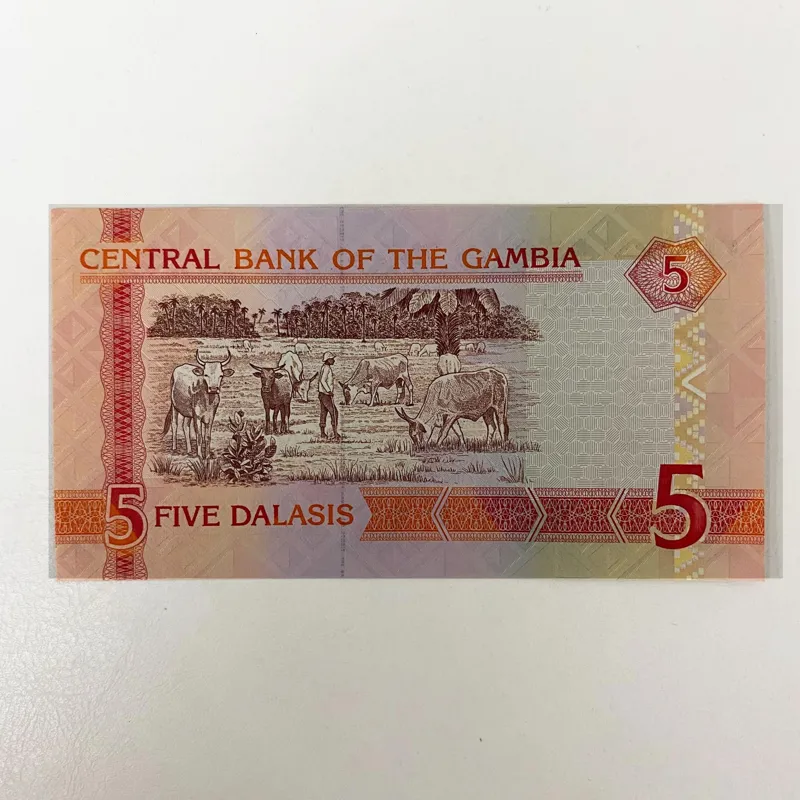 CENTRAL BANK OF THE GAMBIA
5
5 FIVE DALASIS
5